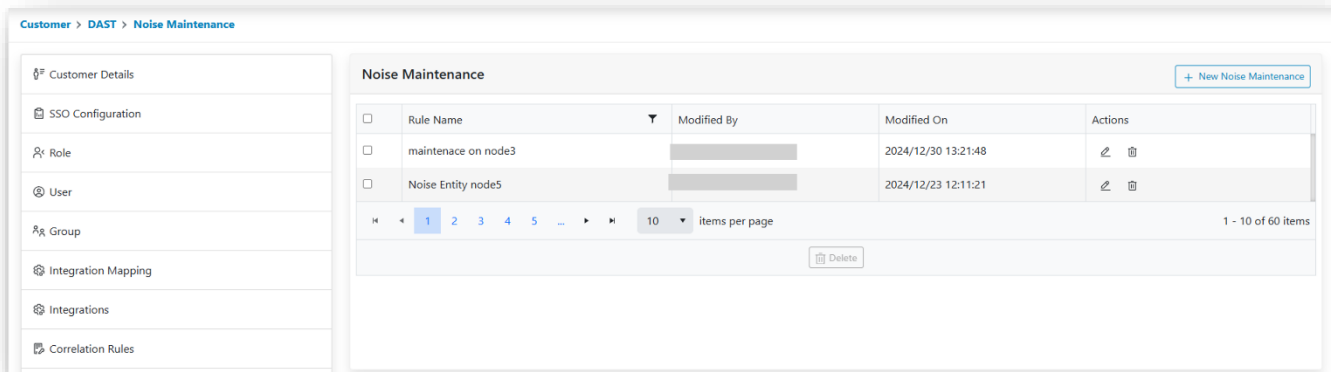 Customer > DAST > Noise Maintenance
Customer Details
SSO Configuration
Role
User
Group
Integration Mapping
Integrations
Correlation Rules
Noise Maintenance
+ New Noise Maintenance
Rule Name Modified By Modified On Actions
maintenace on node3 2024/12/30 13:21:48
Noise Entity node5 2024/12/23 12:11:21
1 2 3 4 5 ... 10 items per page 1 - 10 of 60 items
Delete